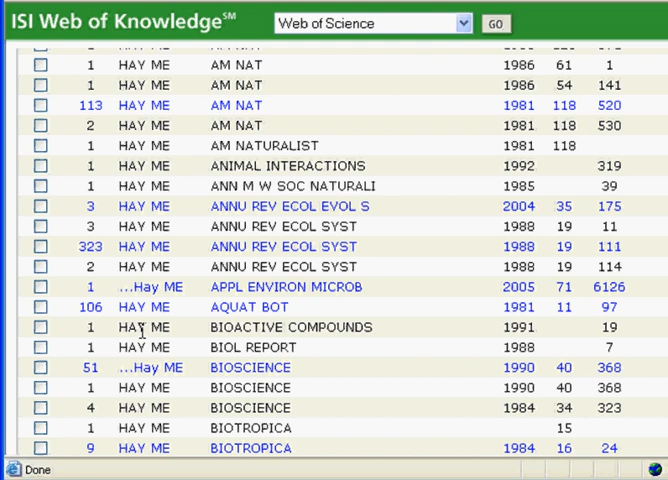 ISI Web of Knowledge℠ Web of Science GO
1 HAY ME AM NAT 1986 61 1
1 HAY ME AM NAT 1986 54 141
113 HAY ME AM NAT 1981 118 520
2 HAY ME AM NAT 1981 118 530
1 HAY ME AM NATURALIST 1981 118
1 HAY ME ANIMAL INTERACTIONS 1992 319
1 HAY ME ANN M W SOC NATURALI 1985 39
3 HAY ME ANNU REV ECOL EVOL S 2004 35 175
3 HAY ME ANNU REV ECOL SYST 1988 19 11
323 HAY ME ANNU REV ECOL SYST 1988 19 111
2 HAY ME ANNU REV ECOL SYST 1988 19 114
1 ...Hay ME APPL ENVIRON MICROB 2005 71 6126
106 HAY ME AQUAT BOT 1981 11 97
1 HAY ME BIOACTIVE COMPOUNDS 1991 19
1 HAY ME BIOL REPORT 1988 7
51 ...Hay ME BIOSCIENCE 1990 40 368
1 HAY ME BIOSCIENCE 1990 40 368
4 HAY ME BIOSCIENCE 1984 34 323
1 HAY ME BIOTROPICA 15
9 HAY ME BIOTROPICA 1984 16 24
Done